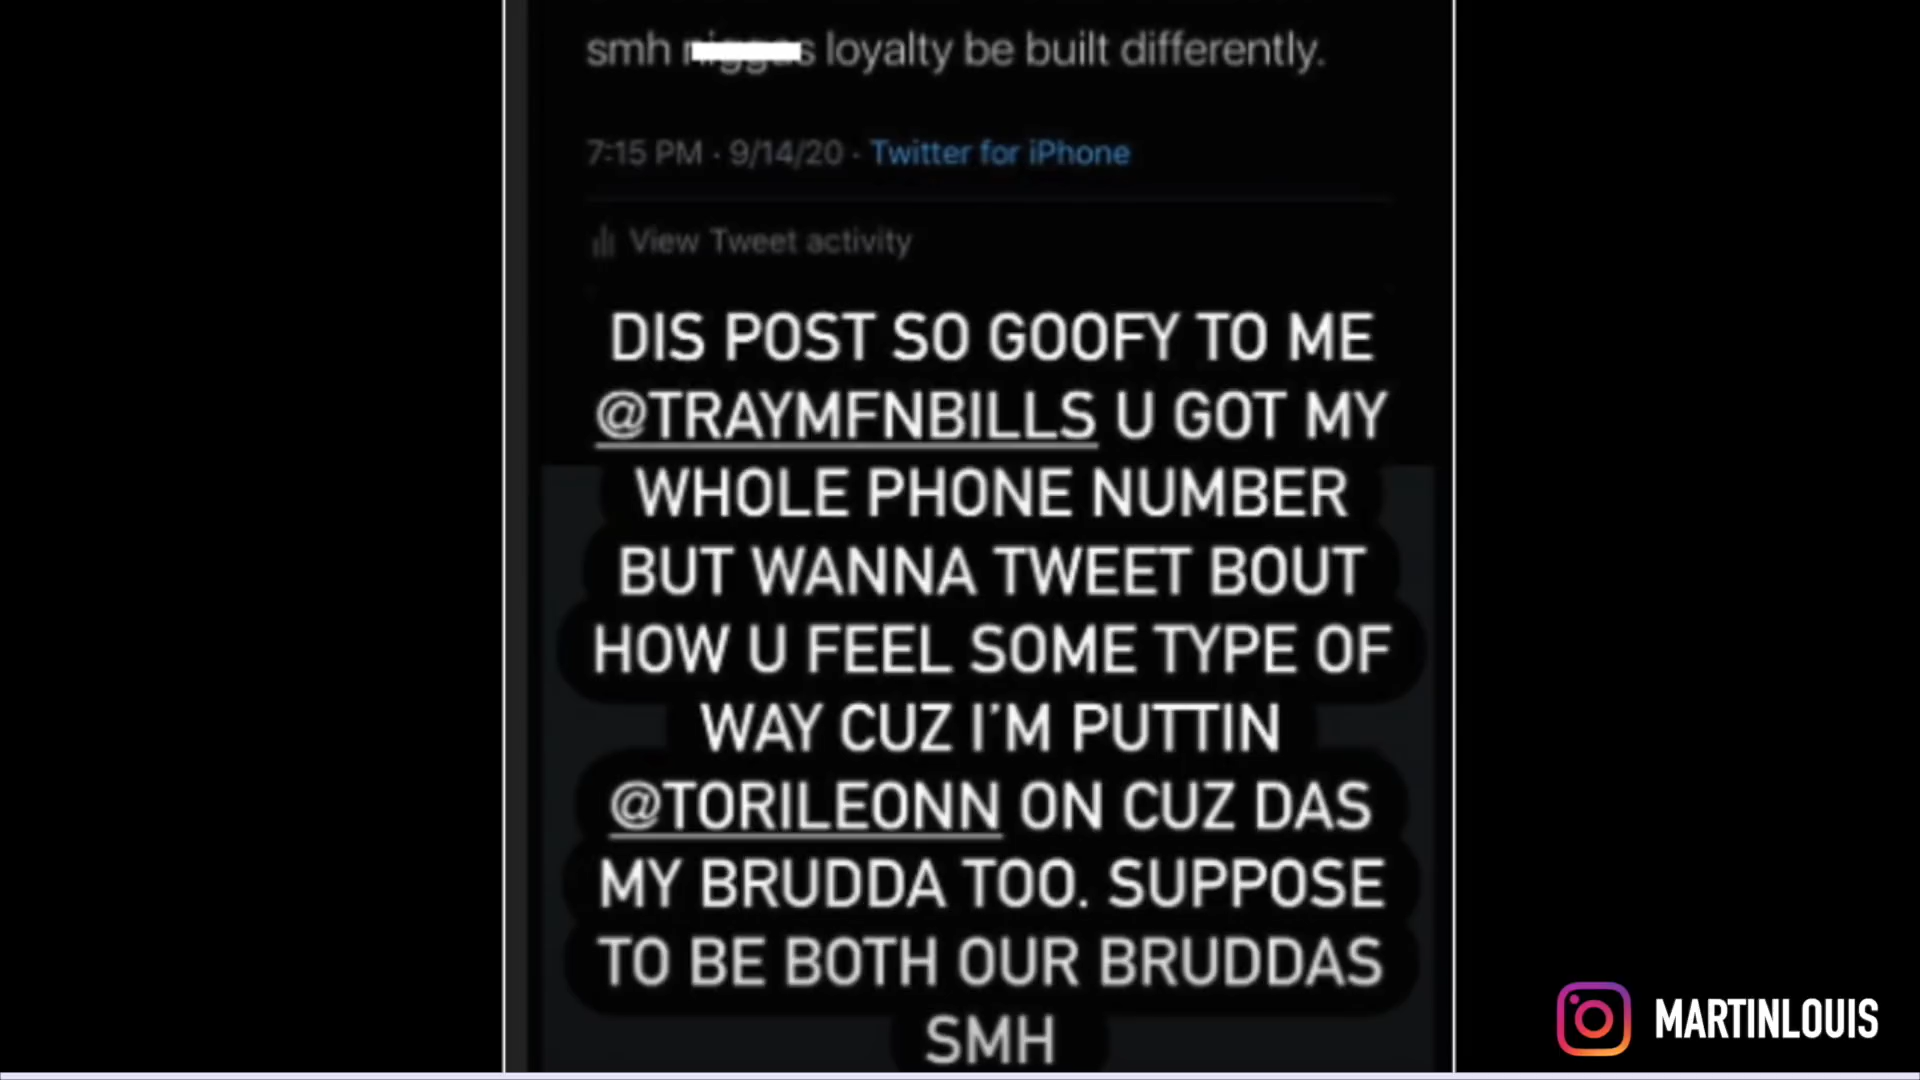 smh niggas loyalty be built differently.
7:15 PM · 9/14/20 · Twitter for iPhone
View Tweet activity
DIS POST SO GOOFY TO ME
@TRAYMFNBILLS U GOT MY
WHOLE PHONE NUMBER
BUT WANNA TWEET BOUT
HOW U FEEL SOME TYPE OF
WAY CUZ I'M PUTTIN
@TORILEONN ON CUZ DAS
MY BRUDDA TOO. SUPPOSE
TO BE BOTH OUR BRUDDAS
SMH
MARTINLOUIS